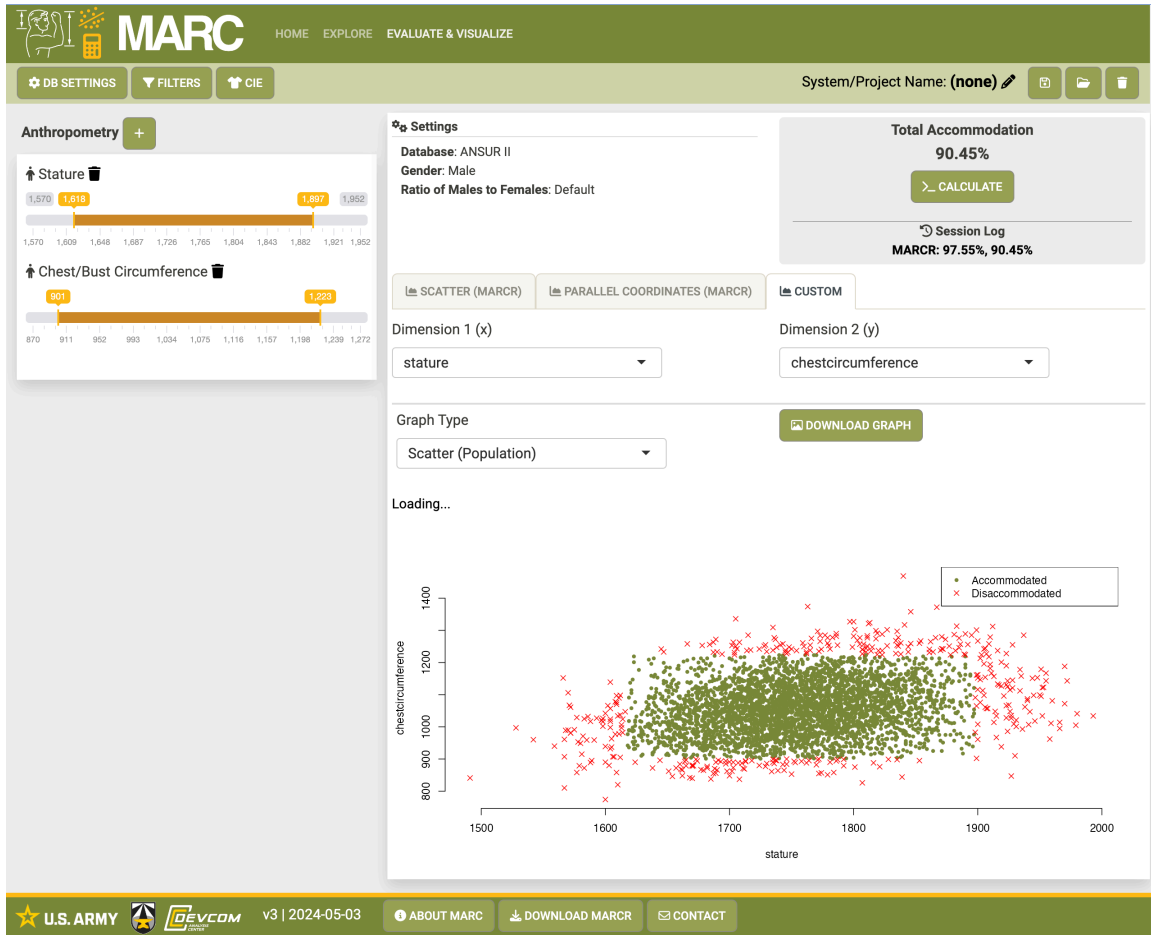 MARC
HOME EXPLORE EVALUATE & VISUALIZE
DB SETTINGS FILTERS CIE
System/Project Name: (none)
Anthropometry +
Stature
1,570 1,618 1,897 1,952
1,570 1,609 1,648 1,687 1,726 1,765 1,804 1,843 1,882 1,921 1,952
Chest/Bust Circumference
901 1,223
870 911 952 993 1,034 1,075 1,116 1,157 1,198 1,239 1,272
Settings
Database: ANSUR II
Gender: Male
Ratio of Males to Females: Default
Total Accommodation
90.45%
>_ CALCULATE
Session Log
MARCR: 97.55%, 90.45%
SCATTER (MARCR) PARALLEL COORDINATES (MARCR) CUSTOM
Dimension 1 (x) Dimension 2 (y)
stature chestcircumference
Graph Type
DOWNLOAD GRAPH
Scatter (Population)
Loading...
Accommodated
Disaccommodated
chestcircumference
1400
1200
1000
900
800
1500 1600 1700 1800 1900 2000
stature
U.S. ARMY DEVCOM ANALYSIS CENTER v3 | 2024-05-03 ABOUT MARC DOWNLOAD MARCR CONTACT